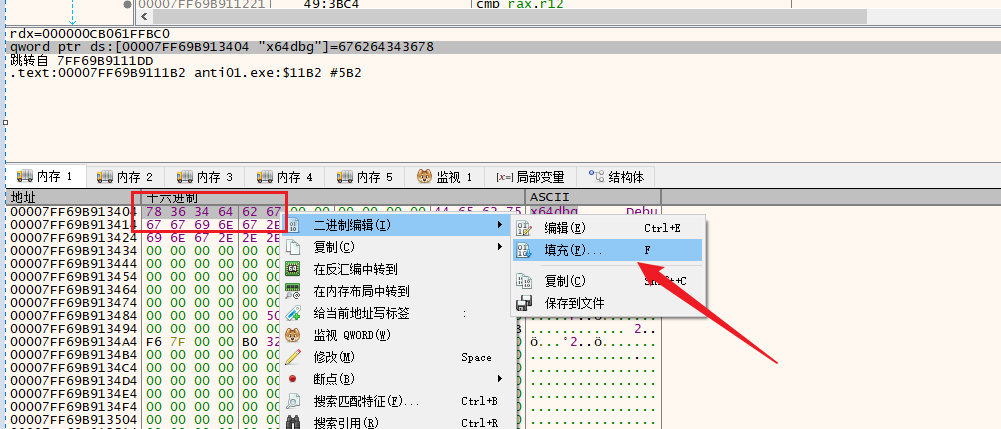 00007FF69B911221 49:3BC4 cmp rax,r12
rdx=000000CB061FFBC0
qword ptr ds:[00007FF69B913404 "x64dbg"]=676264343678
跳转自 7FF69B9111DD
.text:00007FF69B9111B2 anti01.exe:$11B2 #5B2
内存 1 内存 2 内存 3 内存 4 内存 5 监视 1 [x=] 局部变量 结构体
地址 十六进制 ASCII
00007FF69B913404 78 36 34 64 62 67 x64dbg Debu
00007FF69B913414 67 67 69 6E 67 2E
00007FF69B913424 69 6E 67 2E 2E 2E
00007FF69B913434 00 00 00 00 00 00
00007FF69B913444 00 00 00 00 00 00
00007FF69B913454 00 00 00 00 00 00
00007FF69B913464 00 00 00 00 00 00
00007FF69B913474 00 00 00 00 00 00
00007FF69B913484 00 00 00 00 00 50
00007FF69B913494 00 00 00 00 00 00 2..
00007FF69B9134A4 F6 7F 00 00 B0 32 ö...°2..ö
00007FF69B9134B4 00 00 00 00 00 00
00007FF69B9134C4 00 00 00 00 00 00
00007FF69B9134D4 00 00 00 00 00 00
00007FF69B9134E4 00 00 00 00 00 00
00007FF69B9134F4 00 00 00 00 00 00
00007FF69B913504 00 00 00 00 00 00
二进制编辑(I)
复制(C)
在反汇编中转到
在内存布局中转到
给当前地址写标签 :
监视 QWORD(W)
修改(M) Space
断点(B)
搜索匹配特征(F)... Ctrl+B
搜索引用(R) Ctrl+R
编辑(E) Ctrl+E
填充(F)... F
复制(C)
保存到文件